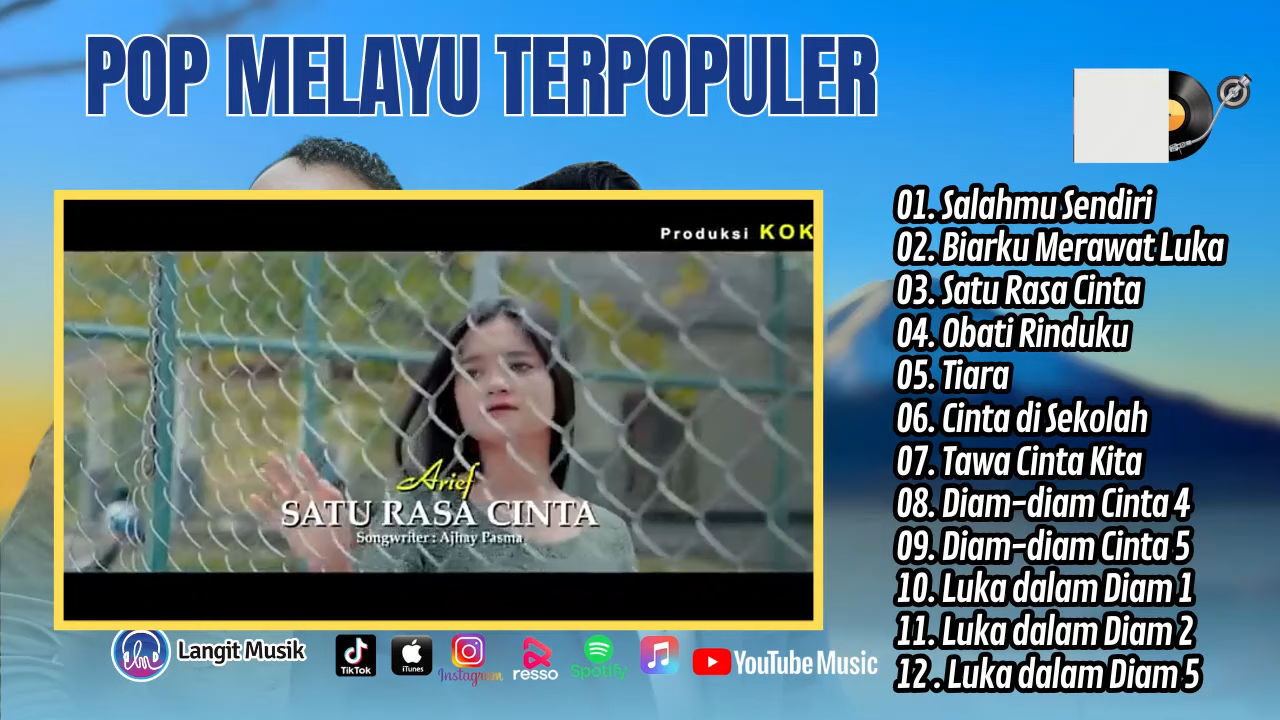 POP MELAYU TERPOPULER
Produksi KOK
Arief
SATU RASA CINTA
Songwriter : Ajhay Pasma
01. Salahmu Sendiri
02. Biarku Merawat Luka
03. Satu Rasa Cinta
04. Obati Rinduku
05. Tiara
06. Cinta di Sekolah
07. Tawa Cinta Kita
08. Diam-diam Cinta 4
09. Diam-diam Cinta 5
10. Luka dalam Diam 1
11. Luka dalam Diam 2
12 . Luka dalam Diam 5
Langit Musik
TikTok
iTunes
Instagram
resso
Spotify
YouTube Music